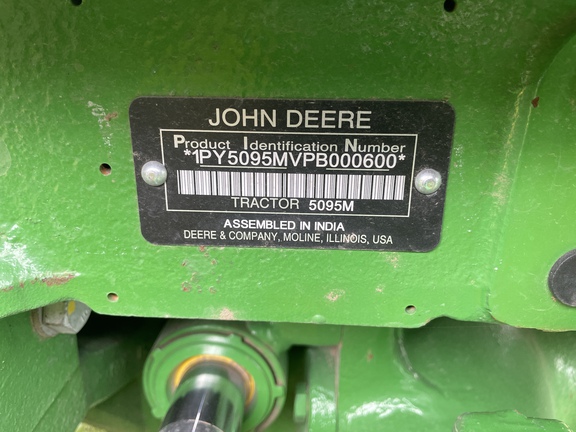 JOHN DEERE
Product Identification Number
*1PY5095MVPB000600*
TRACTOR 5095M
ASSEMBLED IN INDIA
DEERE & COMPANY, MOLINE, ILLINOIS, USA